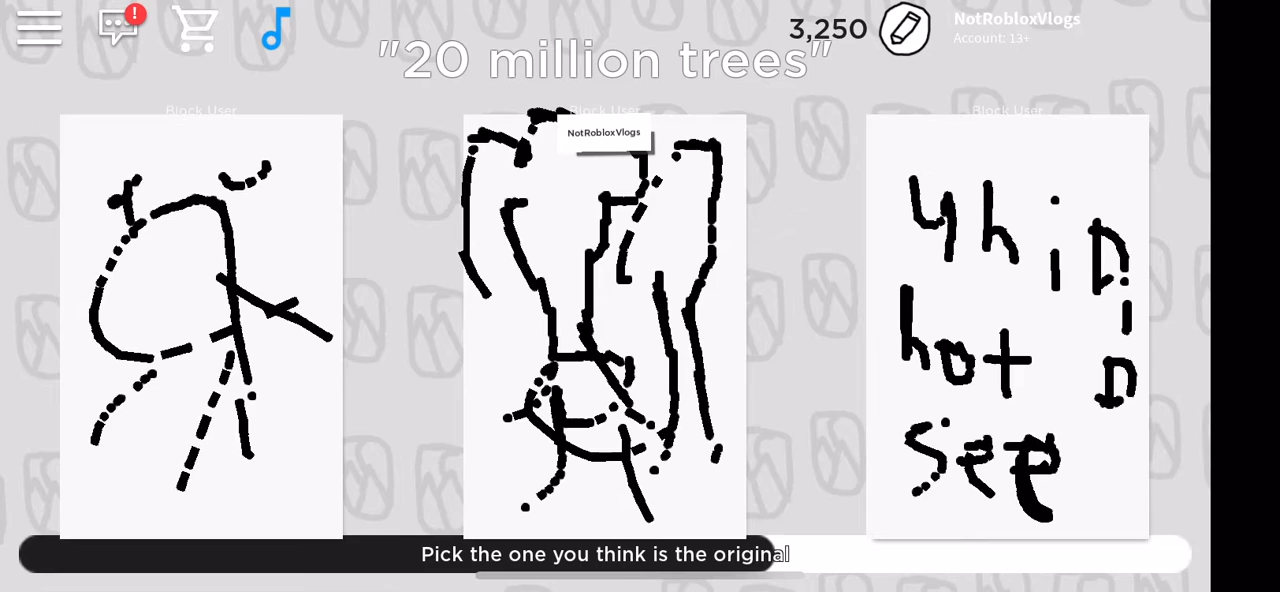 3,250
NotRobloxVlogs
Account: 13+
"20 million trees"
Block User
Block User
Block User
NotRobloxVlogs
hot
see
Pick the one you think is the original